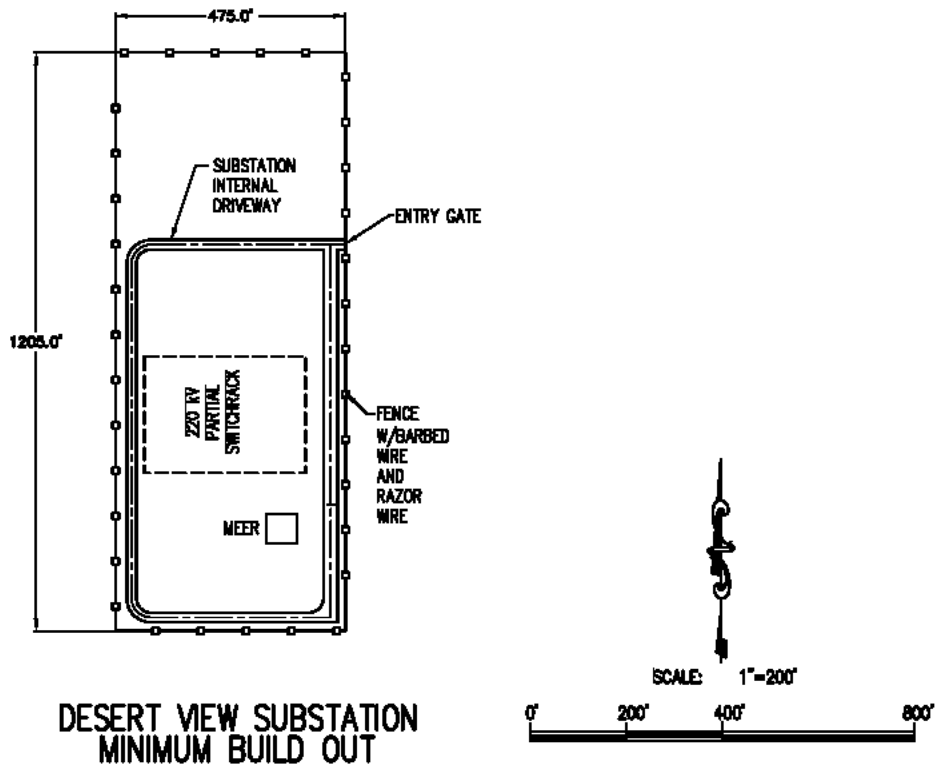 475.0'
SUBSTATION
INTERNAL
DRIVEWAY
ENTRY GATE
1205.0'
220 kV
PARTIAL
SWITCHRACK
FENCE
W/BARBED
WIRE
AND
RAZOR
WIRE
MEER
SCALE: 1"=200'
0' 200' 400' 800'
DESERT VIEW SUBSTATION
MINIMUM BUILD OUT